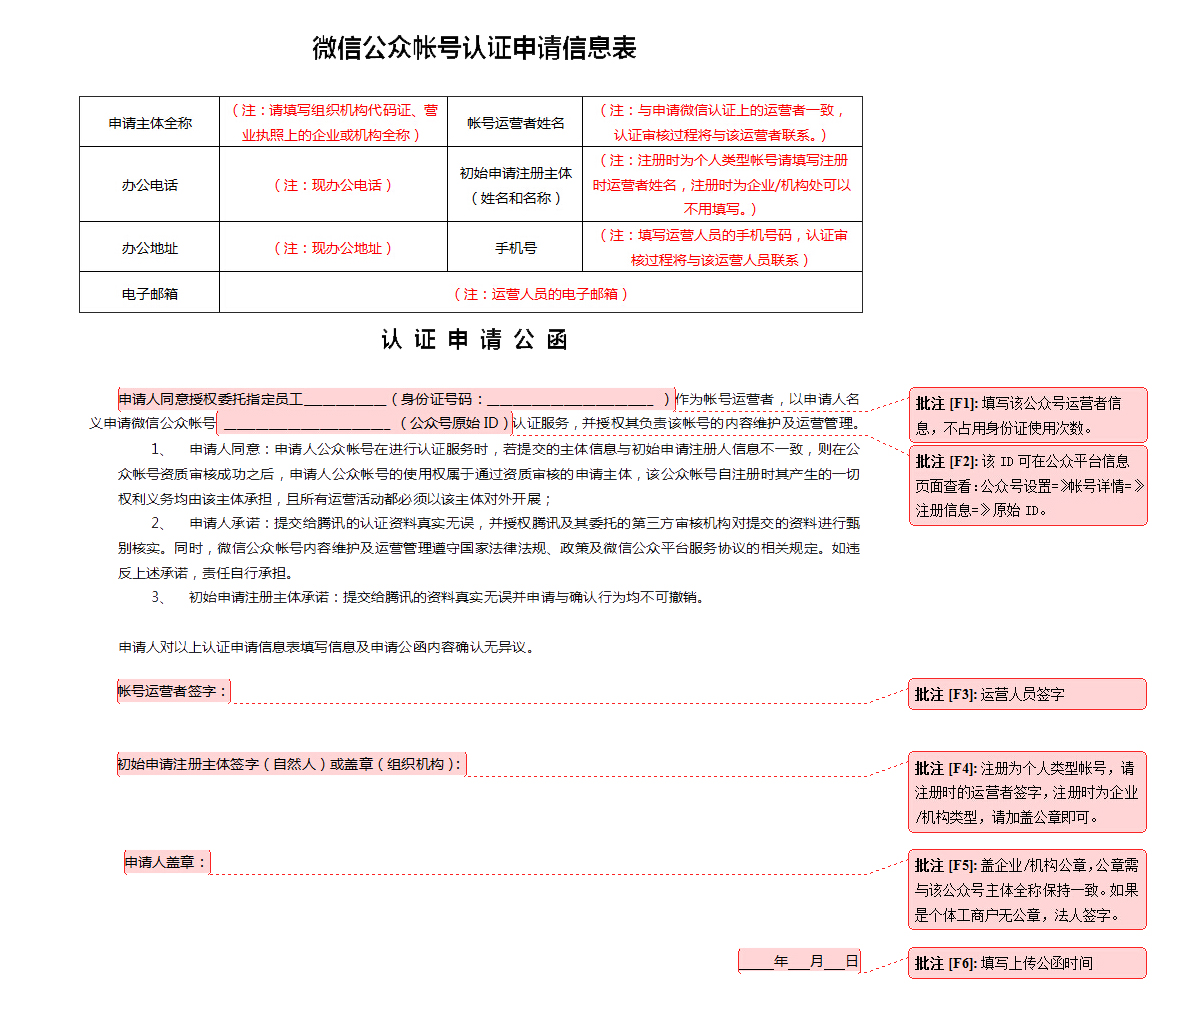 微信公众帐号认证申请信息表
申请主体全称
（注：请填写组织机构代码证、营
业执照上的企业或机构全称）
帐号运营者姓名
（注：与申请微信认证上的运营者一致，
认证审核过程将与该运营者联系。）
办公电话
（注：现办公电话）
初始申请注册主体
（姓名和名称）
（注：注册时为个人类型帐号请填写注册
时运营者姓名，注册时为企业/机构处可以
不用填写。）
办公地址
（注：现办公地址）
手机号
（注：填写运营人员的手机号码，认证审
核过程将与该运营人员联系）
电子邮箱
（注：运营人员的电子邮箱）
认 证 申 请 公 函
申请人同意授权委托指定员工___________（身份证号码：______________________ ）作为帐号运营者，以申请人名
义申请微信公众帐号 ______________________ （公众号原始 ID）认证服务，并授权其负责该帐号的内容维护及运营管理。
1、 申请人同意：申请人公众帐号在进行认证服务时，若提交的主体信息与初始申请注册人信息不一致，则在公
众帐号资质审核成功之后，申请人公众帐号的使用权属于通过资质审核的申请主体，该公众帐号自注册时其产生的一切
权利义务均由该主体承担，且所有运营活动都必须以该主体对外开展；
2、 申请人承诺：提交给腾讯的认证资料真实无误，并授权腾讯及其委托的第三方审核机构对提交的资料进行甄
别核实。同时，微信公众帐号内容维护及运营管理遵守国家法律法规、政策及微信公众平台服务协议的相关规定。如违
反上述承诺，责任自行承担。
3、 初始申请注册主体承诺：提交给腾讯的资料真实无误并申请与确认行为均不可撤销。
申请人对以上认证申请信息表填写信息及申请公函内容确认无异议。
帐号运营者签字：
初始申请注册主体签字（自然人）或盖章（组织机构）：
申请人盖章：
_____年___月___日
批注 [F1]: 填写该公众号运营者信
息，不占用身份证使用次数。
批注 [F2]: 该 ID 可在公众平台信息
页面查看：公众号设置=》帐号详情=》
注册信息=》原始 ID。
批注 [F3]: 运营人员签字
批注 [F4]: 注册为个人类型帐号，请
注册时的运营者签字，注册时为企业
/机构类型，请加盖公章即可。
批注 [F5]: 盖企业/机构公章，公章需
与该公众号主体全称保持一致。如果
是个体工商户无公章，法人签字。
批注 [F6]: 填写上传公函时间